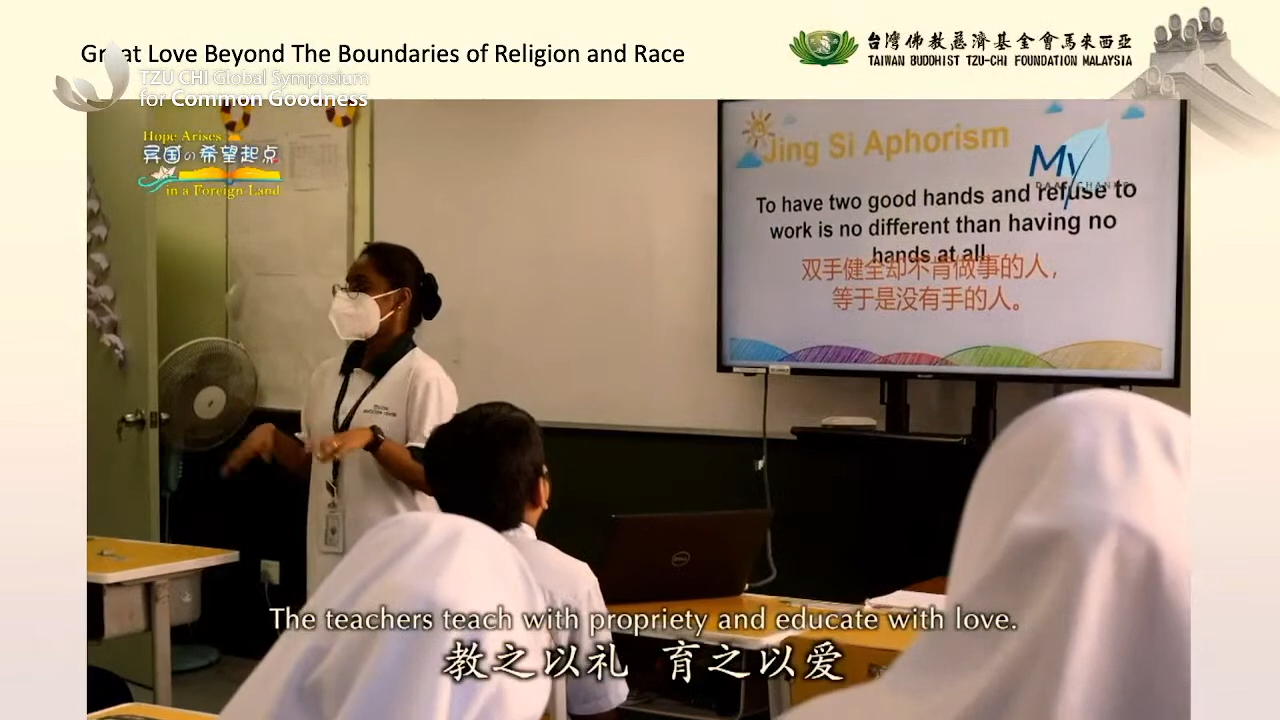 Great Love Beyond The Boundaries of Religion and Race
TZU CHI Global Symposium
for Common Goodness
台灣佛教慈濟基金會馬來西亞
TAIWAN BUDDHIST TZU-CHI FOUNDATION MALAYSIA
Hope Arises
异国の希望起点
in a Foreign Land
Jing Si Aphorism
My
To have two good hands and refuse to
work is no different than having no
hands at all.
双手健全却不肯做事的人，
等于是没有手的人。
DELL
The teachers teach with propriety and educate with love.
教之以礼 育之以爱